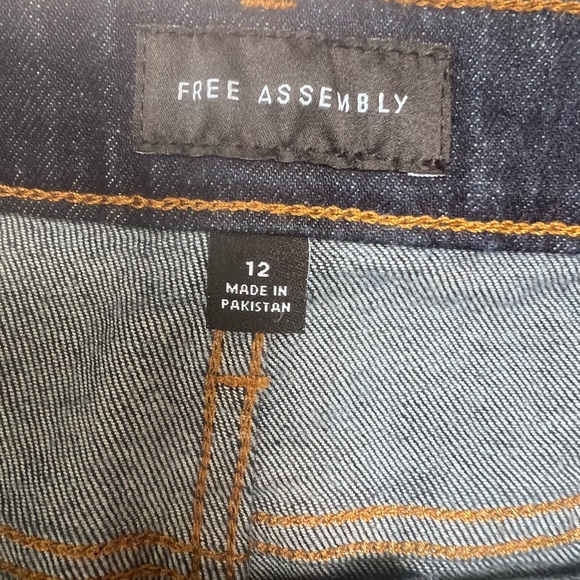 FREE ASSEMBLY
12
MADE IN
PAKISTAN